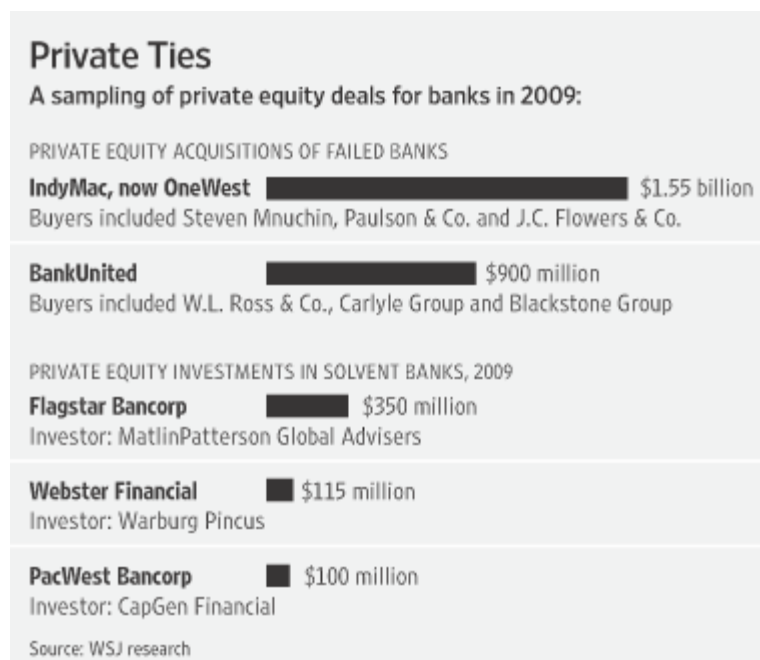 Private Ties
A sampling of private equity deals for banks in 2009:
PRIVATE EQUITY ACQUISITIONS OF FAILED BANKS
IndyMac, now OneWest $1.55 billion
Buyers included Steven Mnuchin, Paulson & Co. and J.C. Flowers & Co.
BankUnited $900 million
Buyers included W.L. Ross & Co., Carlyle Group and Blackstone Group
PRIVATE EQUITY INVESTMENTS IN SOLVENT BANKS, 2009
Flagstar Bancorp $350 million
Investor: MatlinPatterson Global Advisers
Webster Financial $115 million
Investor: Warburg Pincus
PacWest Bancorp $100 million
Investor: CapGen Financial
Source: WSJ research